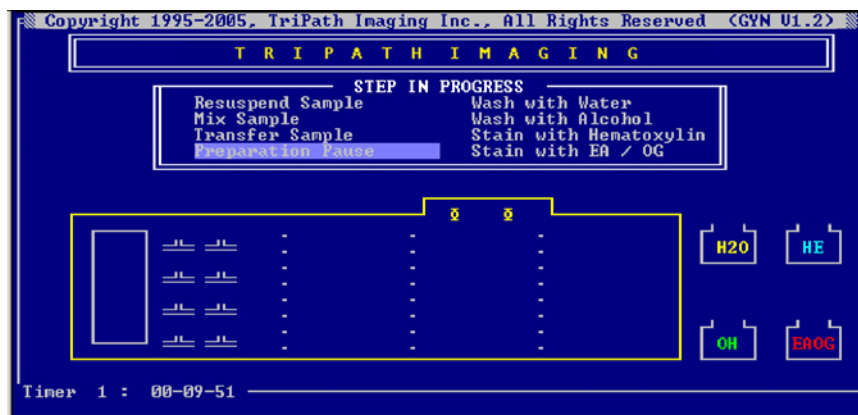 Copyright 1995-2005, TriPath Imaging Inc., All Rights Reserved (GYN V1.2)
T R I P A T H I M A G I N G
STEP IN PROGRESS
Resuspend Sample Wash with Water
Mix Sample Wash with Alcohol
Transfer Sample Stain with Hematoxylin
Preparation Pause Stain with EA / OG
H2O HE
OH EAOG
Timer 1 : 00-09-51